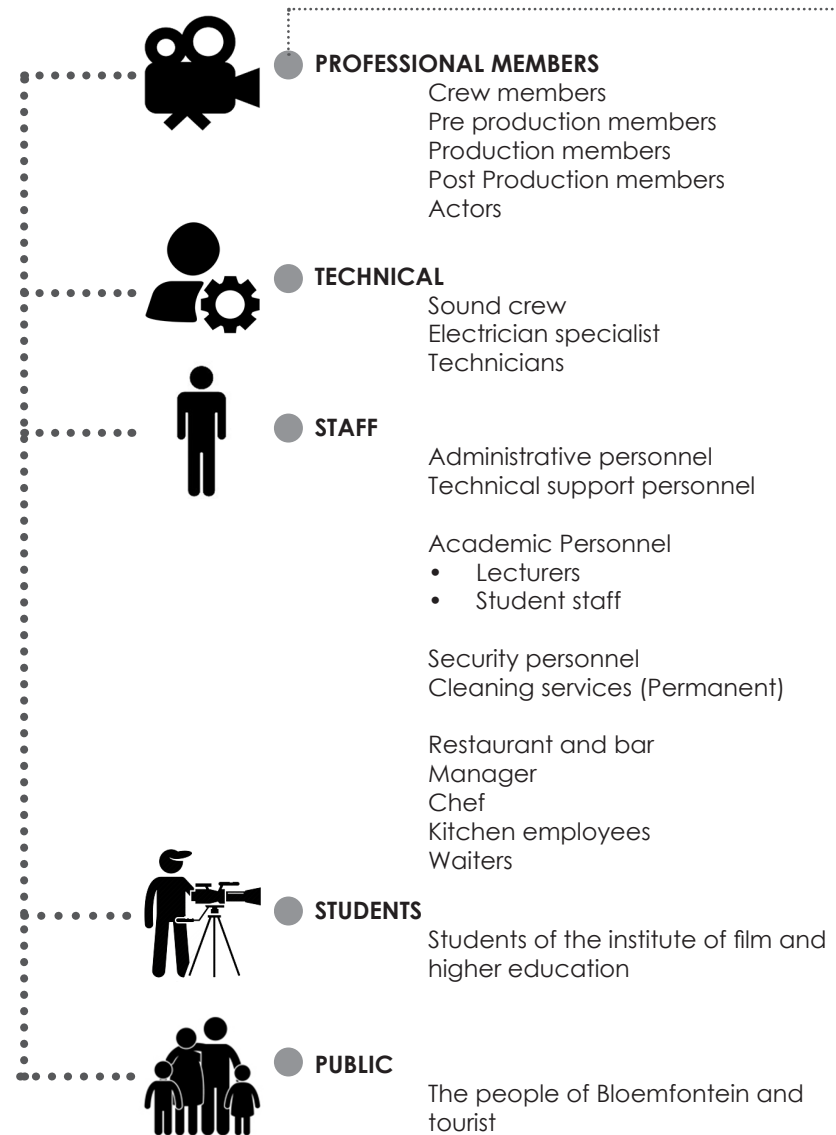 PROFESSIONAL MEMBERS
Crew members
Pre production members
Production members
Post Production members
Actors
TECHNICAL
Sound crew
Electrician specialist
Technicians
STAFF
Administrative personnel
Technical support personnel
Academic Personnel
• Lecturers
• Student staff
Security personnel
Cleaning services (Permanent)
Restaurant and bar
Manager
Chef
Kitchen employees
Waiters
STUDENTS
Students of the institute of film and
higher education
PUBLIC
The people of Bloemfontein and
tourist